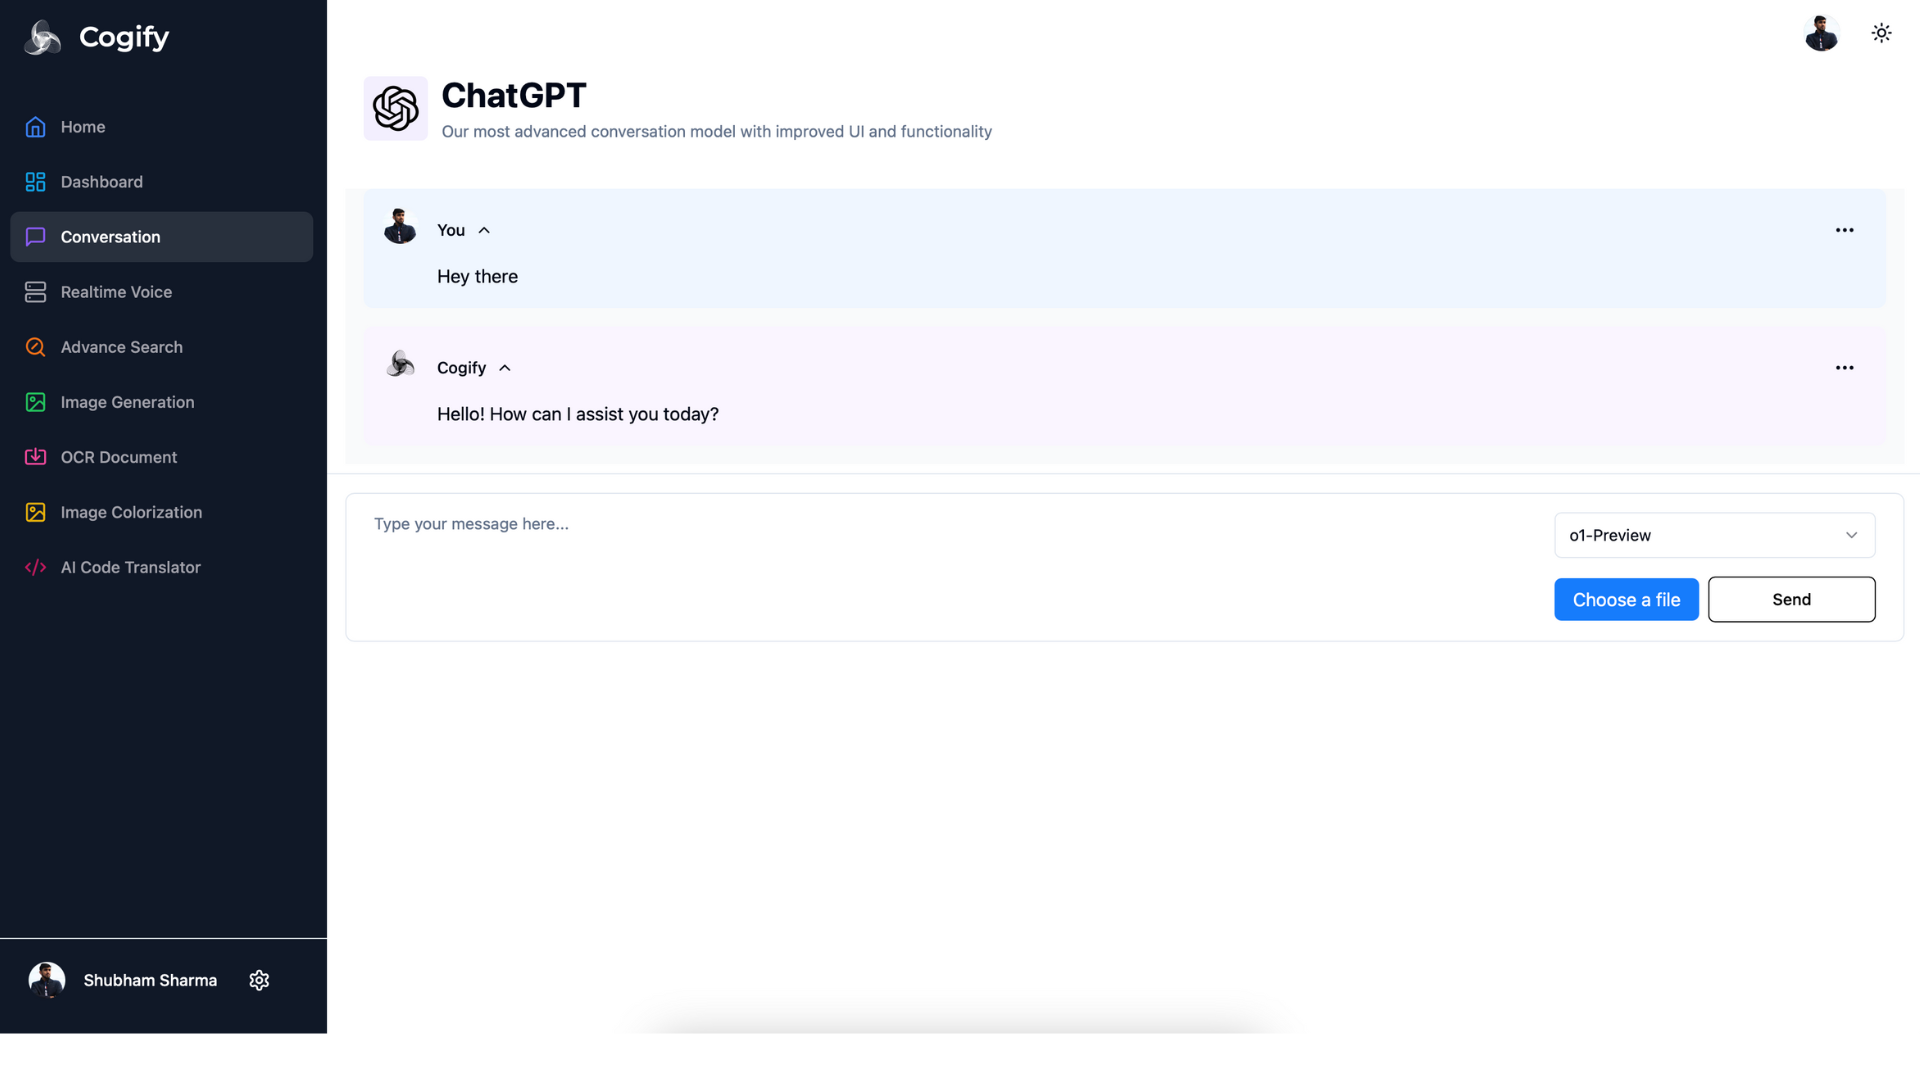 Cogify
Home
Dashboard
Conversation
Realtime Voice
Advance Search
Image Generation
OCR Document
Image Colorization
AI Code Translator
Shubham Sharma
ChatGPT
Our most advanced conversation model with improved UI and functionality
You
Hey there
Cogify
Hello! How can I assist you today?
Type your message here...
o1-Preview
Choose a file
Send